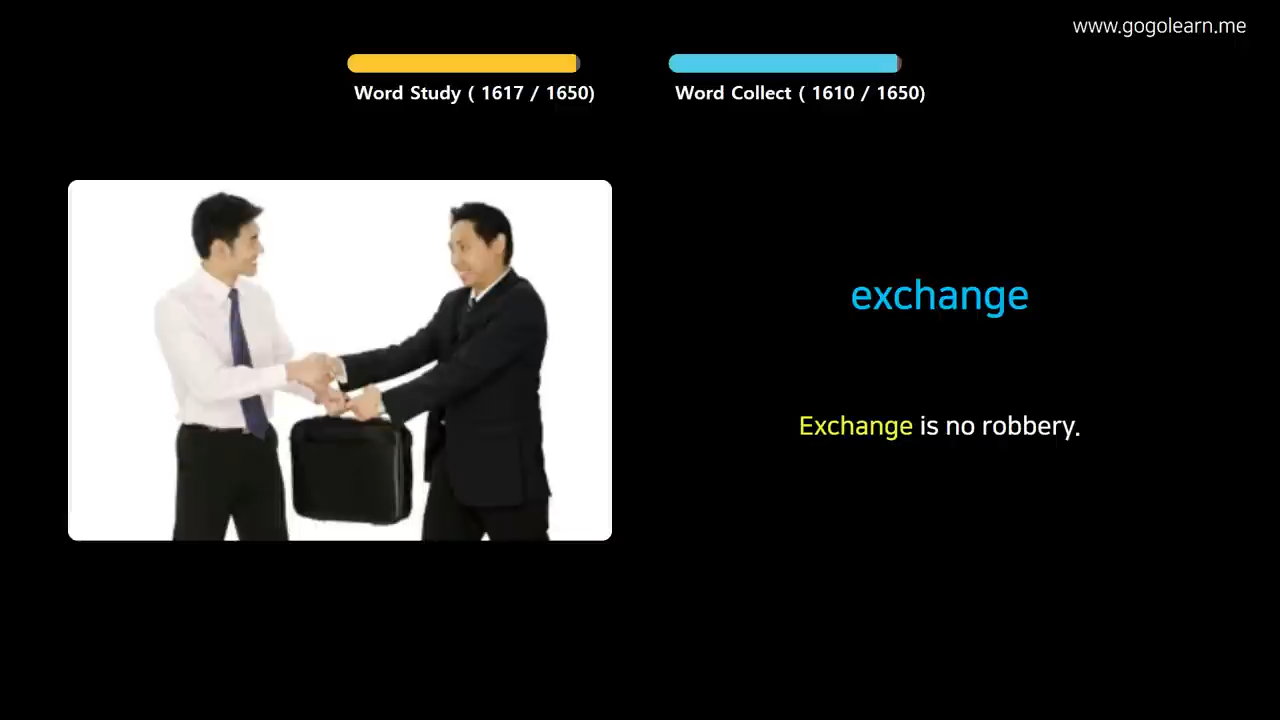 www.gogolearn.me
Word Study ( 1617 / 1650)
Word Collect ( 1610 / 1650)
exchange
Exchange is no robbery.